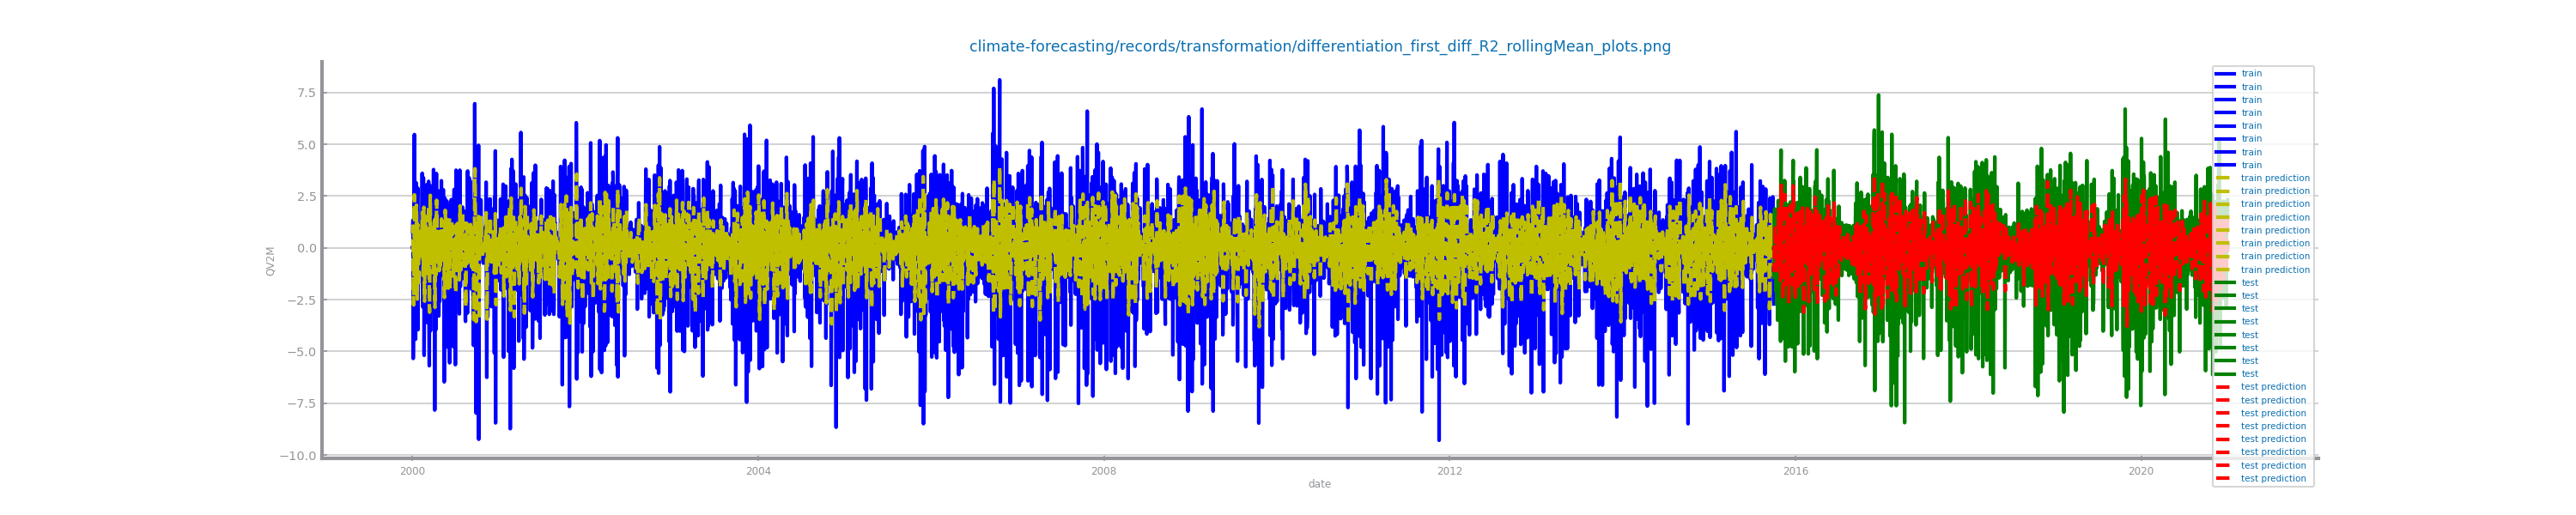 climate-forecasting/records/transformation/differentiation_first_diff_R2_rollingMean_plots.png
7.5
5.0
2.5
0.0
−2.5
−5.0
−7.5
−10.0
QV2M
2000
2004
2008
2012
2016
2020
date
train
train
train
train
train
train
train
train
train prediction
train prediction
train prediction
train prediction
train prediction
train prediction
train prediction
train prediction
test
test
test
test
test
test
test
test
test prediction
test prediction
test prediction
test prediction
test prediction
test prediction
test prediction
test prediction